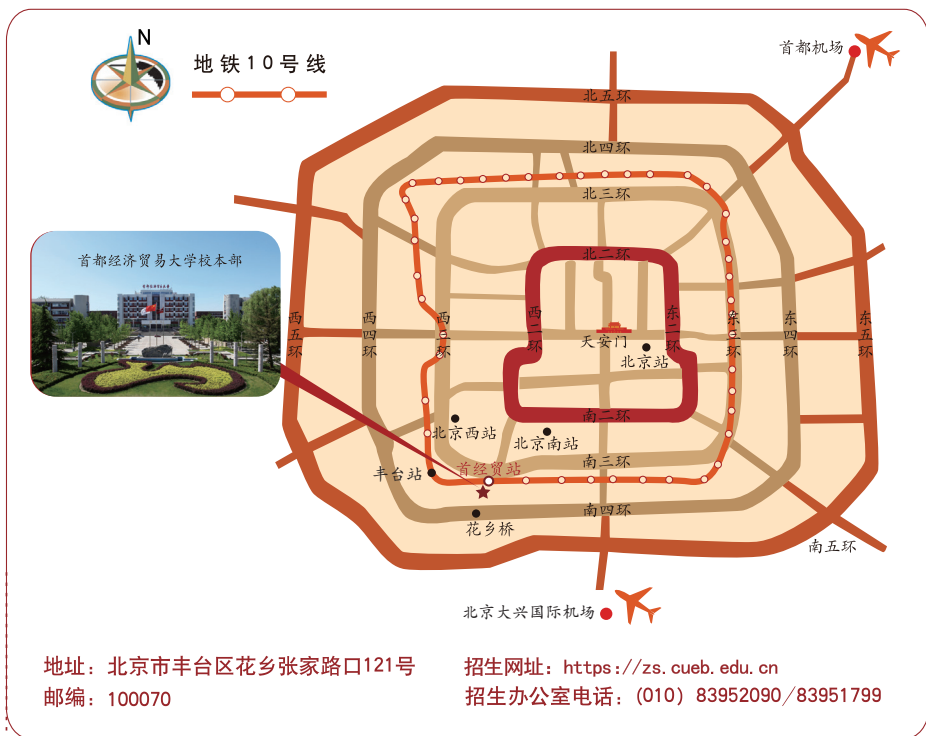 N
地铁10号线
首都机场
北五环
北四环
北三环
北二环
首都经济贸易大学校本部
西五环
西四环
西三环
西二环
东二环
东三环
东四环
东五环
天安门
北京站
南二环
北京西站
北京南站
南三环
首经贸站
丰台站
南四环
花乡桥
南五环
北京大兴国际机场
地址：北京市丰台区花乡张家路口121号
邮编：100070
招生网址：https://zs.cueb.edu.cn
招生办公室电话：(010) 83952090/83951799